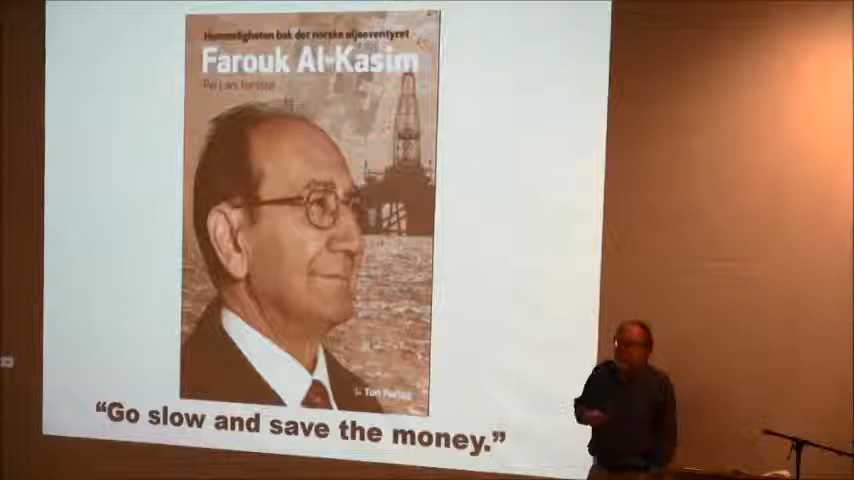 Hemmeligheten bak det norske oljeeventyret
Farouk Al-Kasim
“Go slow and save the money.”